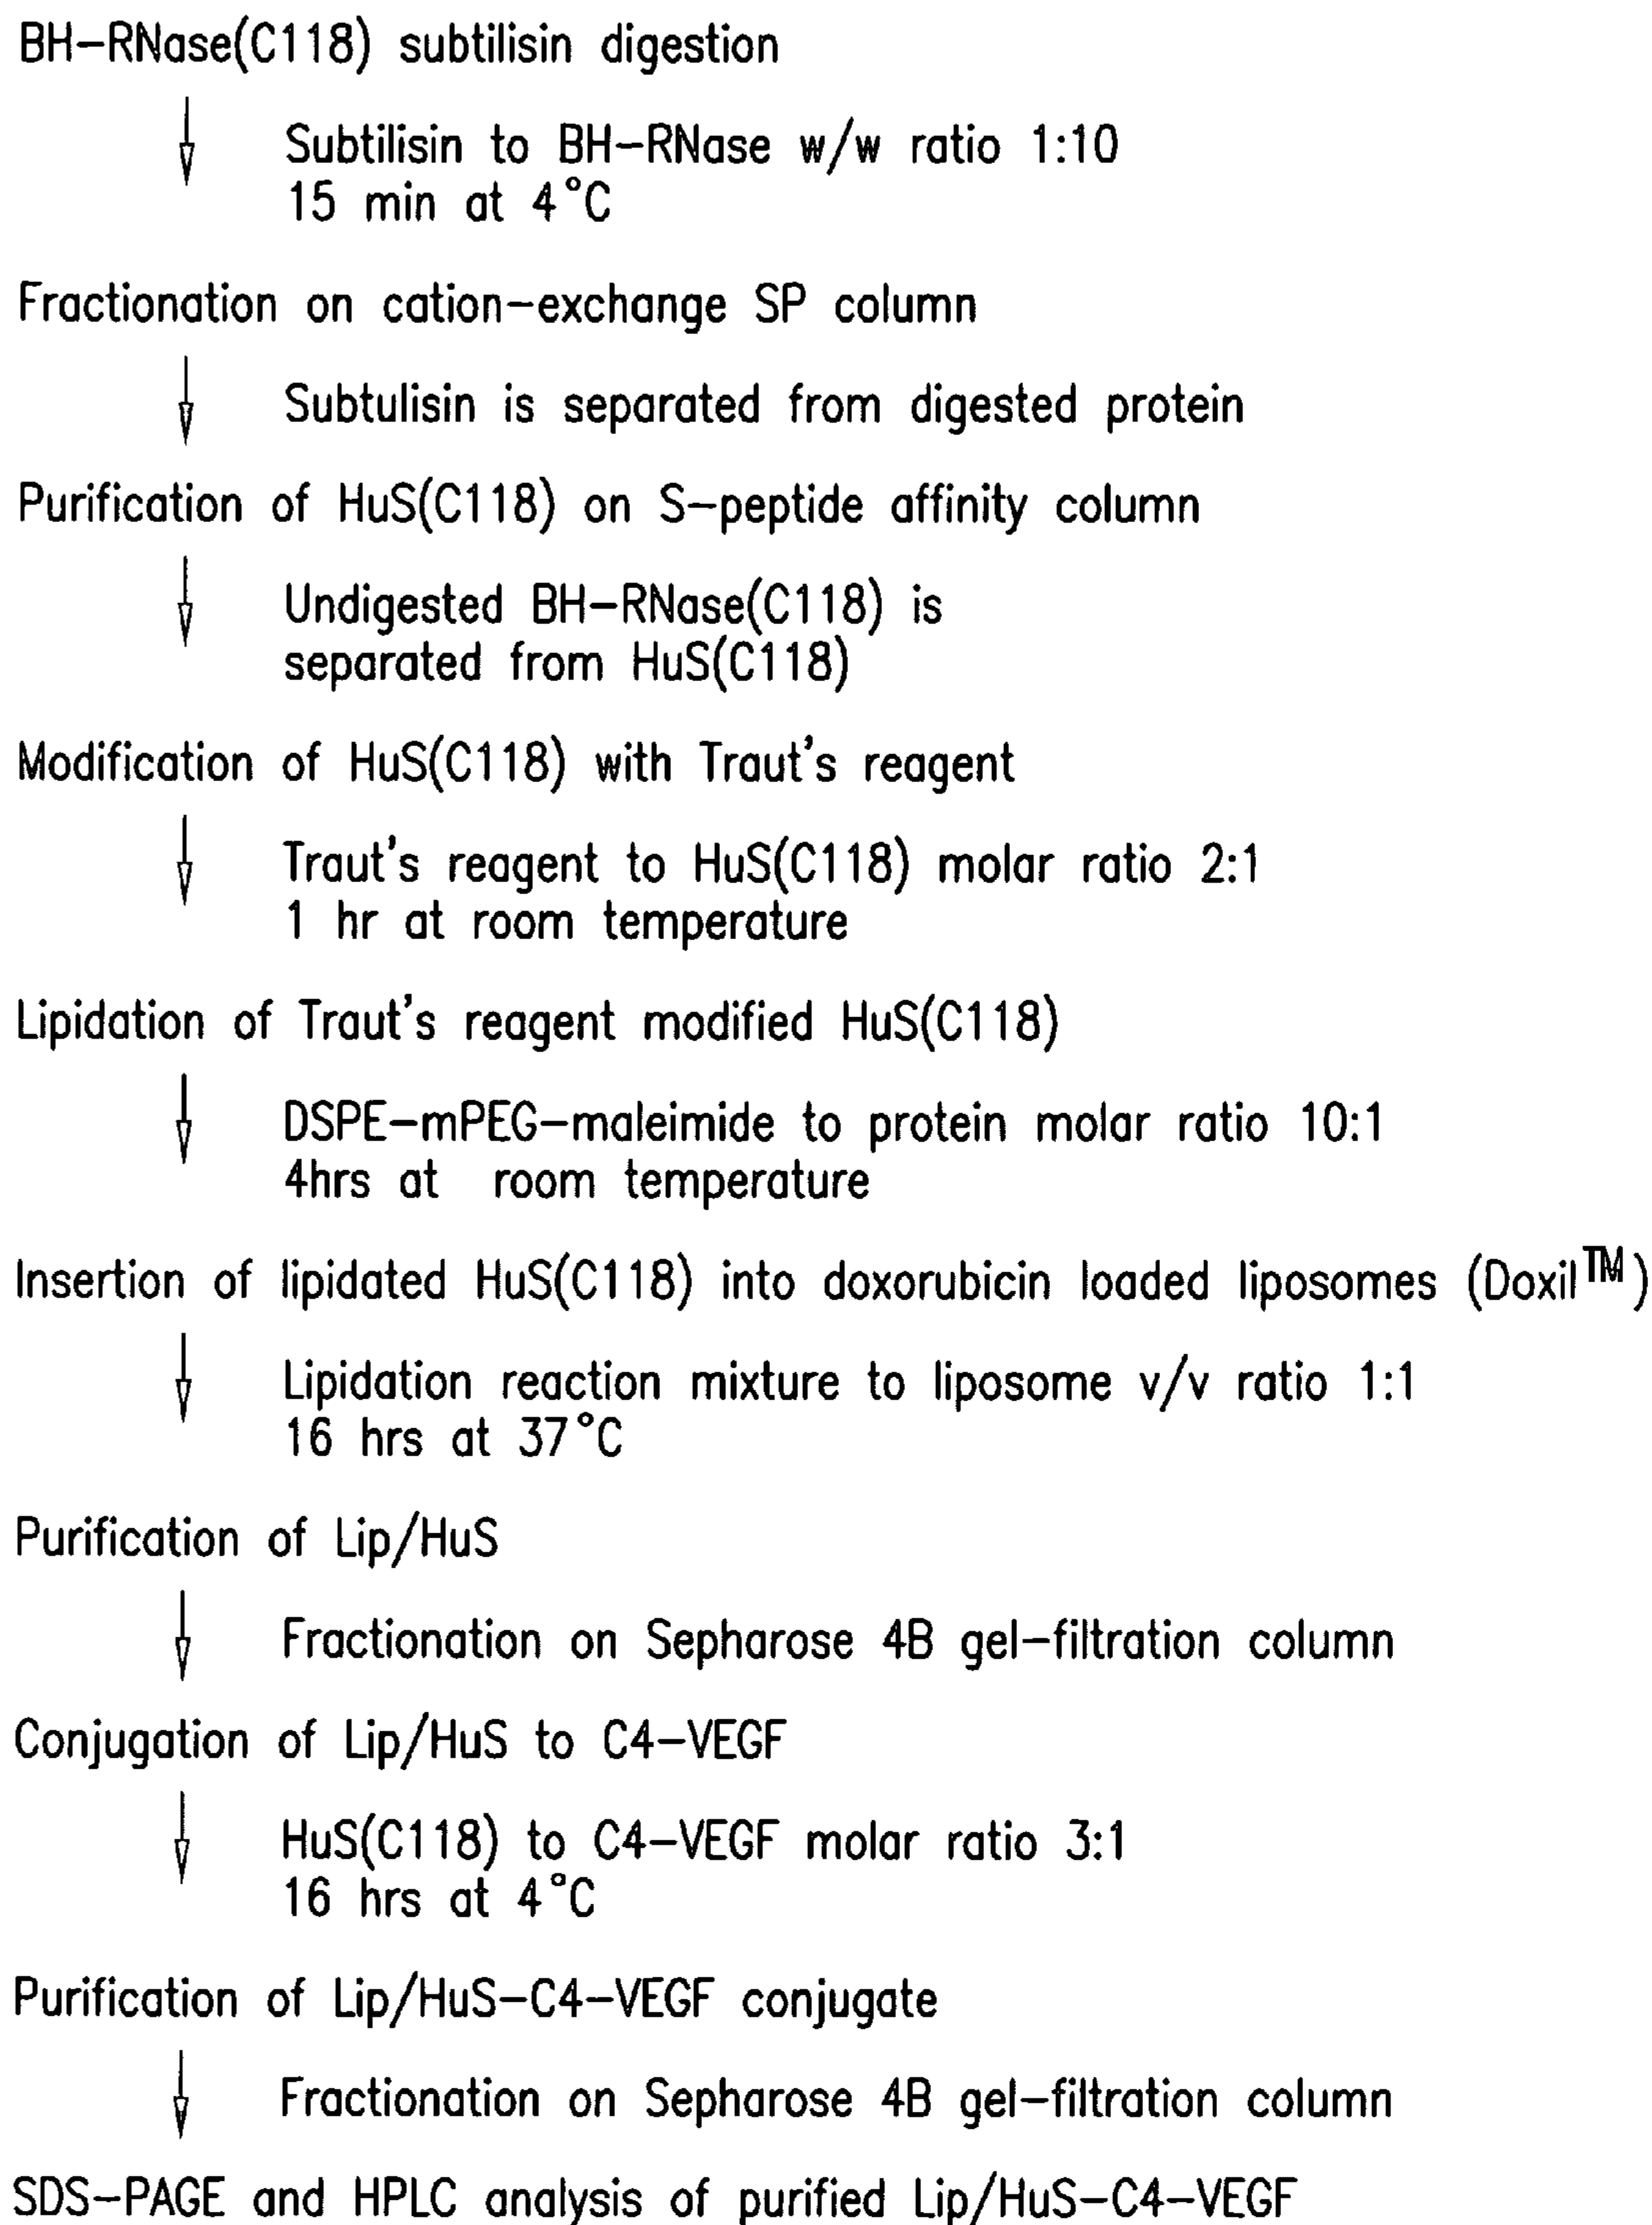 BH-RNase(C118) subtilisin digestion
Subtilisin to BH-RNase w/w ratio 1:10
15 min at 4°C
Fractionation on cation-exchange SP column
Subtulisin is separated from digested protein
Purification of HuS(C118) on S-peptide affinity column
Undigested BH-RNase(C118) is
separated from HuS(C118)
Modification of HuS(C118) with Traut's reagent
Traut's reagent to HuS(C118) molar ratio 2:1
1 hr at room temperature
Lipidation of Traut's reagent modified HuS(C118)
DSPE-mPEG-maleimide to protein molar ratio 10:1
4hrs at room temperature
Insertion of lipidated HuS(C118) into doxorubicin loaded liposomes (Doxil™)
Lipidation reaction mixture to liposome v/v ratio 1:1
16 hrs at 37°C
Purification of Lip/HuS
Fractionation on Sepharose 4B gel-filtration column
Conjugation of Lip/HuS to C4-VEGF
HuS(C118) to C4-VEGF molar ratio 3:1
16 hrs at 4°C
Purification of Lip/HuS-C4-VEGF conjugate
Fractionation on Sepharose 4B gel-filtration column
SDS-PAGE and HPLC analysis of purified Lip/HuS-C4-VEGF